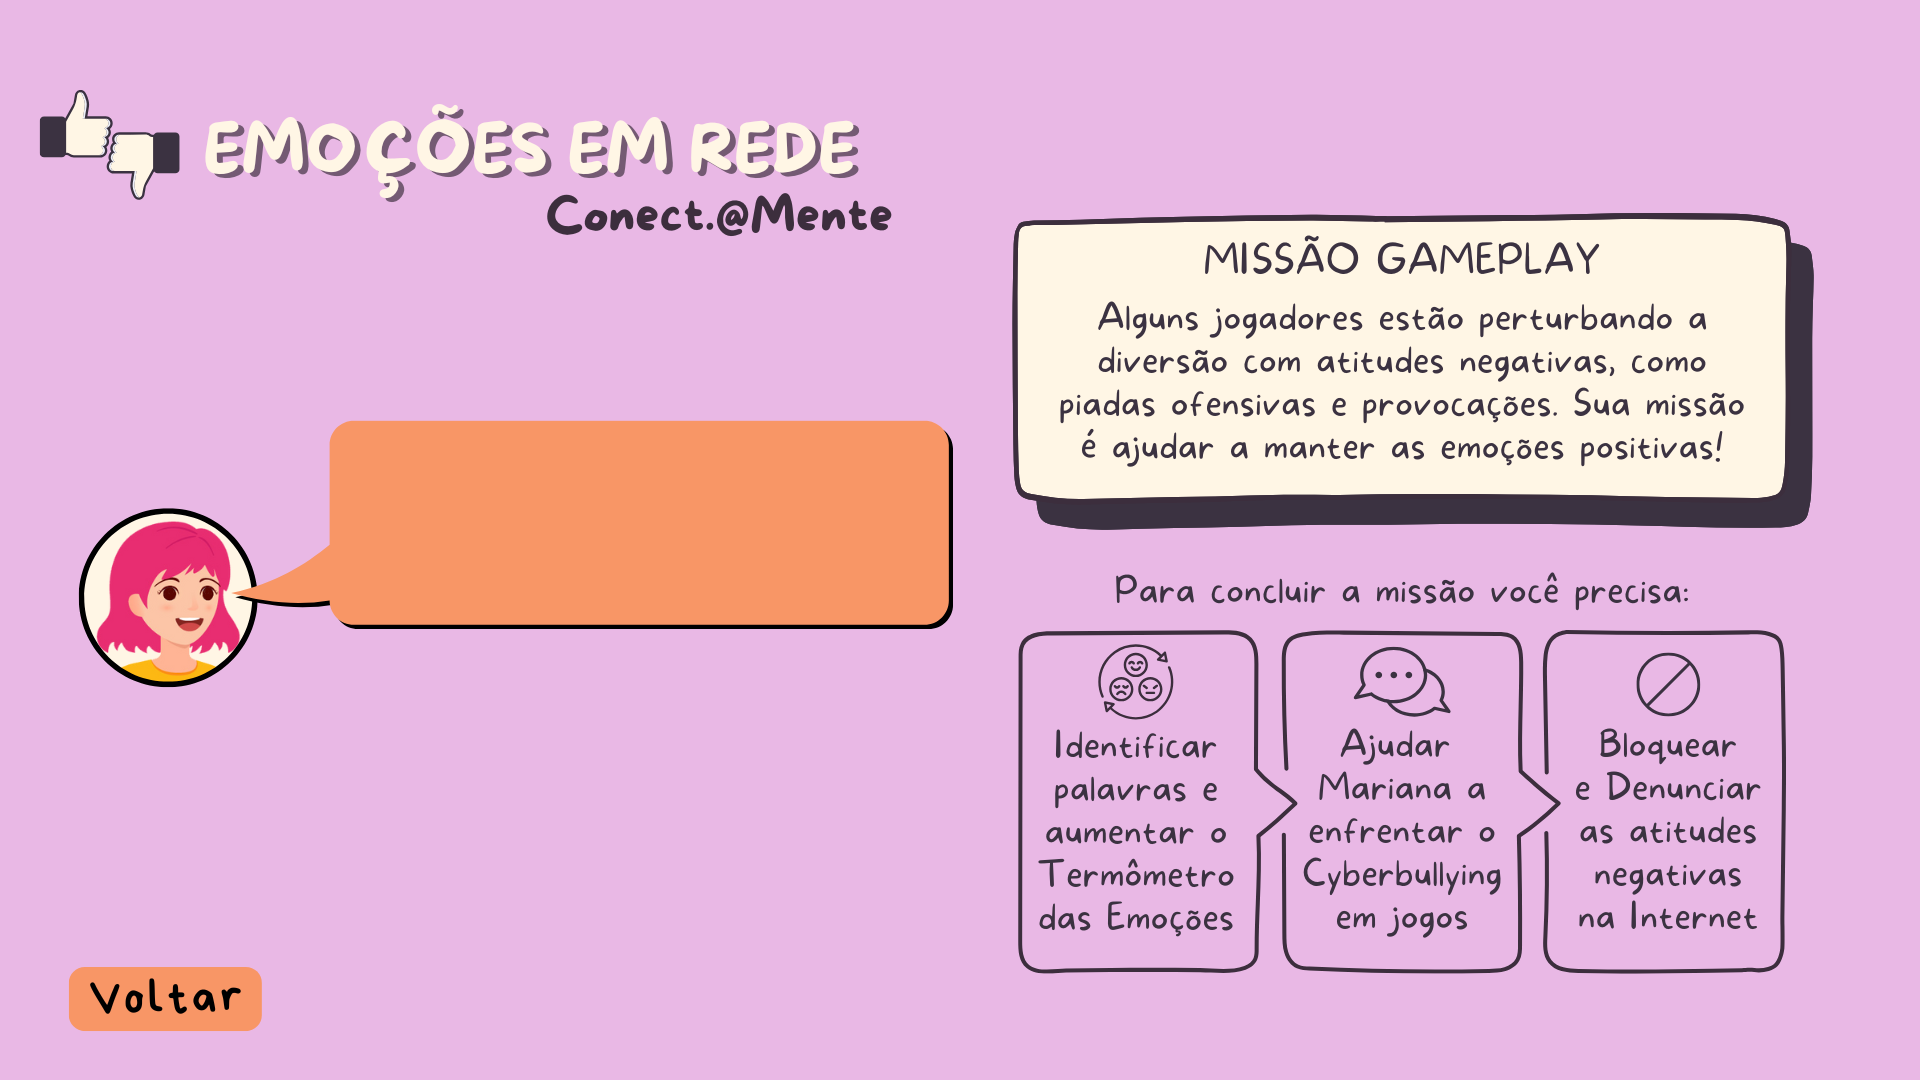 EMOÇÕES EM REDE
Conect.@Mente
MISSÃO GAMEPLAY
Alguns jogadores estão perturbando a
diversão com atitudes negativas, como
piadas ofensivas e provocações. Sua missão
é ajudar a manter as emoções positivas!
Para concluir a missão você precisa:
Identificar
palavras e
aumentar o
Termômetro
das Emoções
Ajudar
Mariana a
enfrentar o
Cyberbullying
em jogos
Bloquear
e Denunciar
as atitudes
negativas
na Internet
Voltar